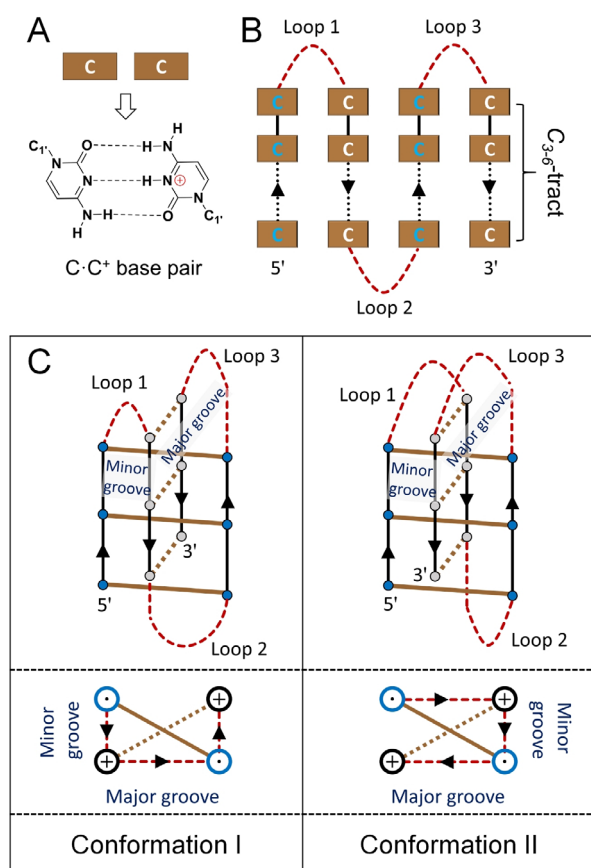 A
C C
C1'
N
O
N
N
H
H
H
N
H
N
+
N
O
C1'
H
C·C+ base pair
B
Loop 1
Loop 3
C C C C
C C C C
C C C C
5'
3'
Loop 2
C3-6-tract
C
Loop 1
Loop 3
Minor groove
Major groove
3'
5'
Loop 2
Loop 3
Loop 1
Minor groove
Major groove
3'
5'
Loop 2
Minor
groove
+
+
Major groove
+
+
Minor
groove
Major groove
Conformation I
Conformation II